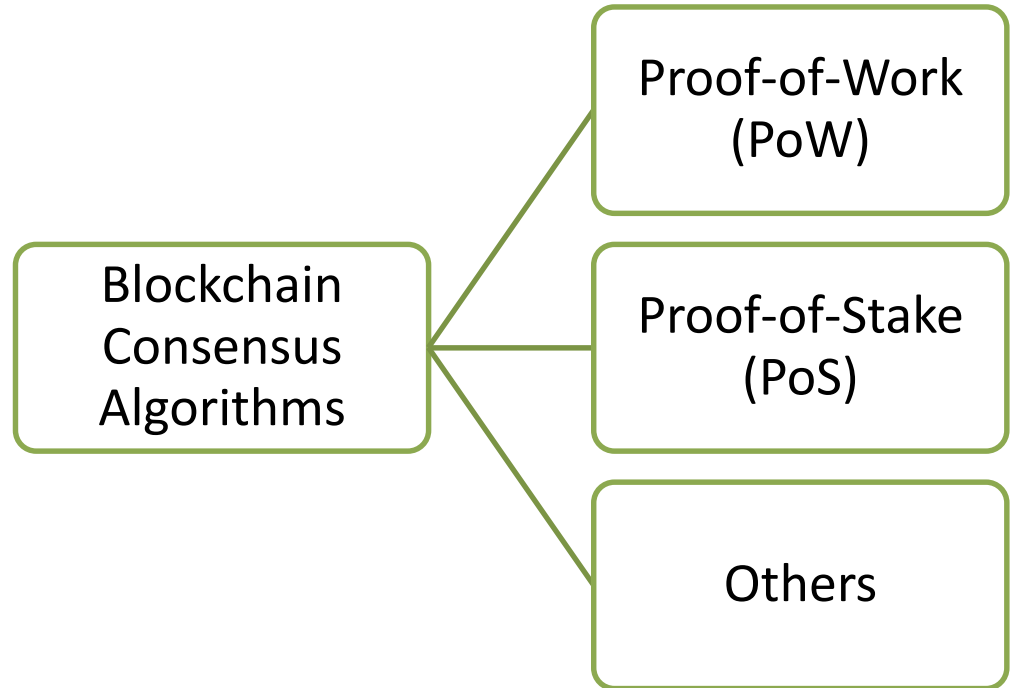 Proof-of-Work
(PoW)
Blockchain
Consensus
Algorithms
Proof-of-Stake
(PoS)
Others